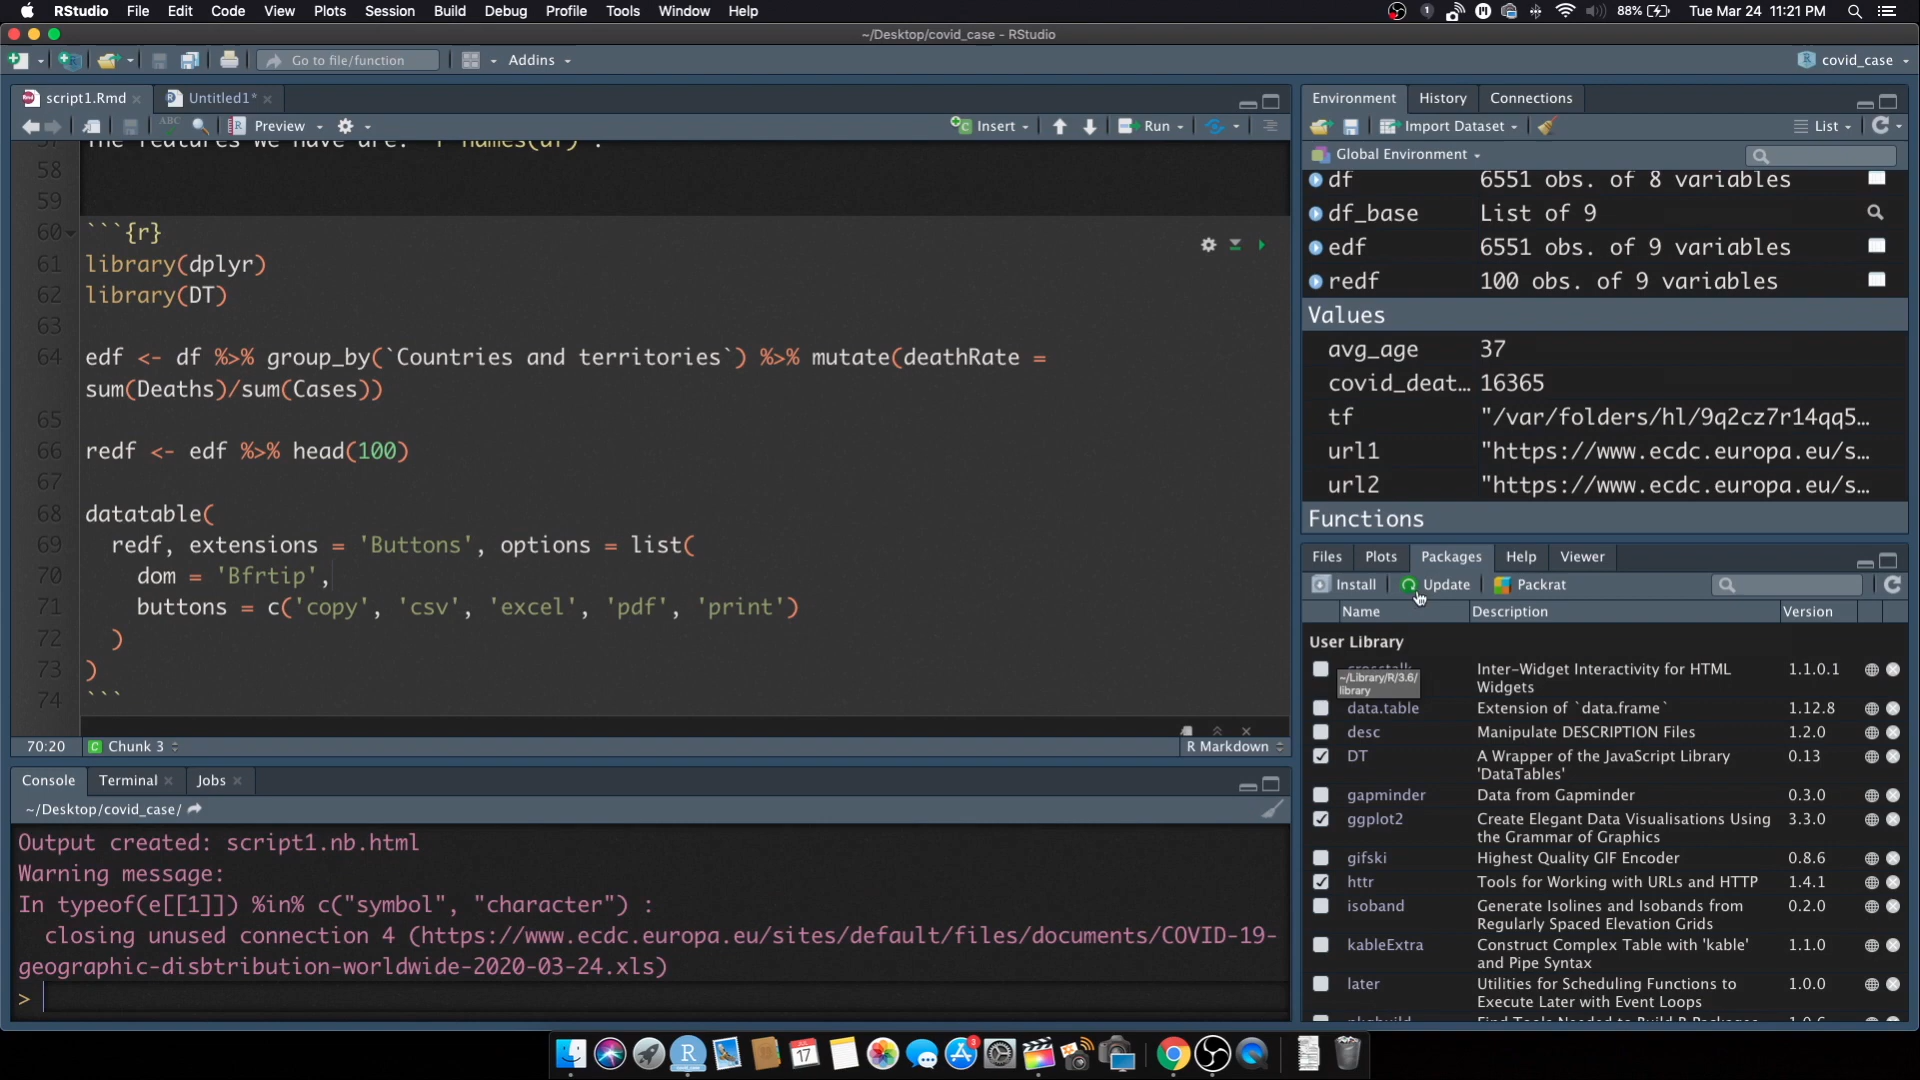 RStudio File Edit Code View Plots Session Build Debug Profile Tools Window Help 1 88% Tue Mar 24 11:21 PM
~/Desktop/covid_case - RStudio
Go to file/function Addins covid_case
script1.Rmd Untitled1*
ABC Preview Insert Run
58
59
60 ```{r}
61 library(dplyr)
62 library(DT)
63
64 edf <- df %>% group_by(`Countries and territories`) %>% mutate(deathRate =
sum(Deaths)/sum(Cases))
65
66 redf <- edf %>% head(100)
67
68 datatable(
69 redf, extensions = 'Buttons', options = list(
70 dom = 'Bfrtip',
71 buttons = c('copy', 'csv', 'excel', 'pdf', 'print')
72 )
73 )
74 ```
70:20 Chunk 3 R Markdown
Console Terminal Jobs
~/Desktop/covid_case/
Output created: script1.nb.html
Warning message:
In typeof(e[[1]]) %in% c("symbol", "character") :
closing unused connection 4 (https://www.ecdc.europa.eu/sites/default/files/documents/COVID-19-
geographic-disbtribution-worldwide-2020-03-24.xls)
>
Environment History Connections
Import Dataset List
Global Environment
df 6551 obs. of 8 variables
df_base List of 9
edf 6551 obs. of 9 variables
redf 100 obs. of 9 variables
Values
avg_age 37
covid_deat… 16365
tf "/var/folders/hl/9q2cz7r14qq5…
url1 "https://www.ecdc.europa.eu/s…
url2 "https://www.ecdc.europa.eu/s…
Functions
Files Plots Packages Help Viewer
Install Update Packrat
Name Description Version
User Library
Inter-Widget Interactivity for HTML 1.1.0.1
Widgets
~/Library/R/3.6/
library
data.table Extension of `data.frame` 1.12.8
desc Manipulate DESCRIPTION Files 1.2.0
DT A Wrapper of the JavaScript Library 0.13
'DataTables'
gapminder Data from Gapminder 0.3.0
ggplot2 Create Elegant Data Visualisations Using 3.3.0
the Grammar of Graphics
gifski Highest Quality GIF Encoder 0.8.6
httr Tools for Working with URLs and HTTP 1.4.1
isoband Generate Isolines and Isobands from 0.2.0
Regularly Spaced Elevation Grids
kableExtra Construct Complex Table with 'kable' 1.1.0
and Pipe Syntax
later Utilities for Scheduling Functions to 1.0.0
Execute Later with Event Loops
17
3